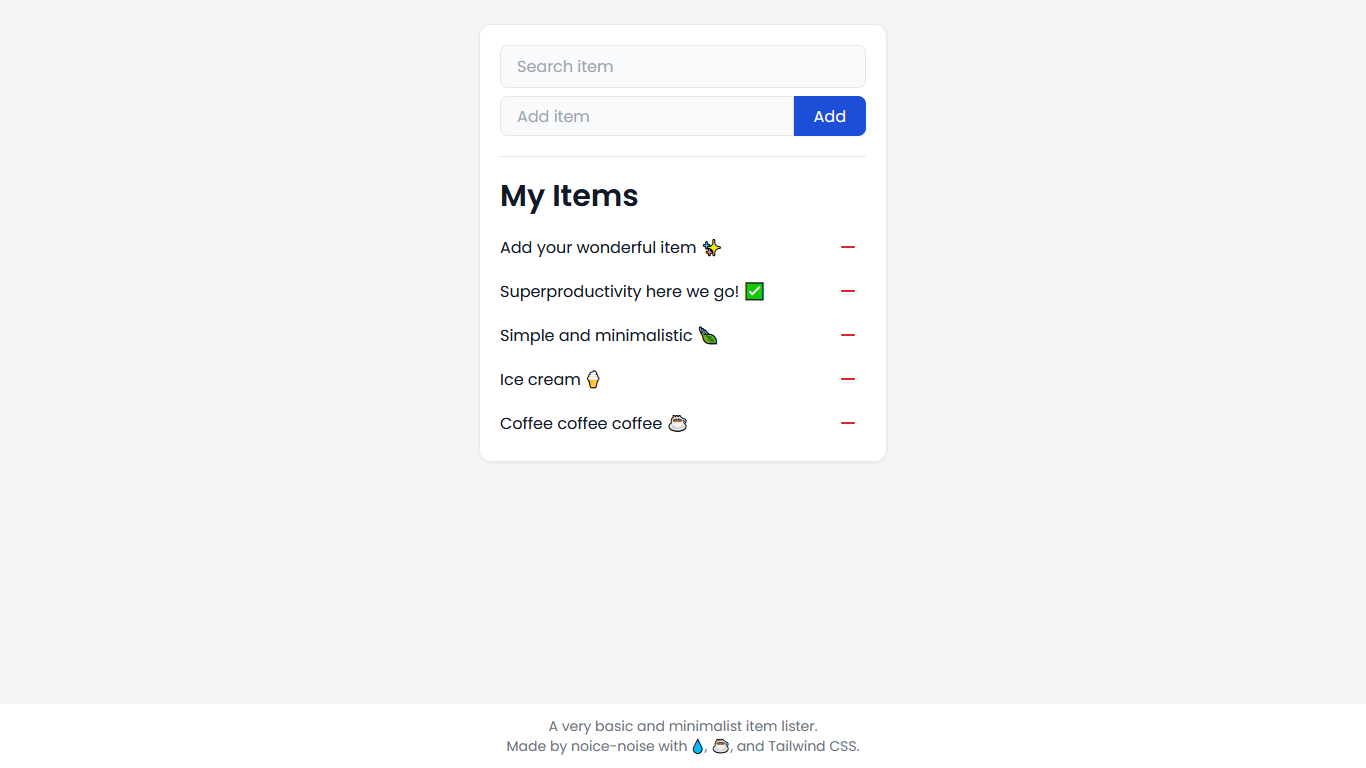 Search item
Add item
Add
My Items
Add your wonderful item ✨
Superproductivity here we go! ✅
Simple and minimalistic 🍃
Ice cream 🍦
Coffee coffee coffee ☕
A very basic and minimalist item lister.
Made by noice-noise with 💧, ☕, and Tailwind CSS.